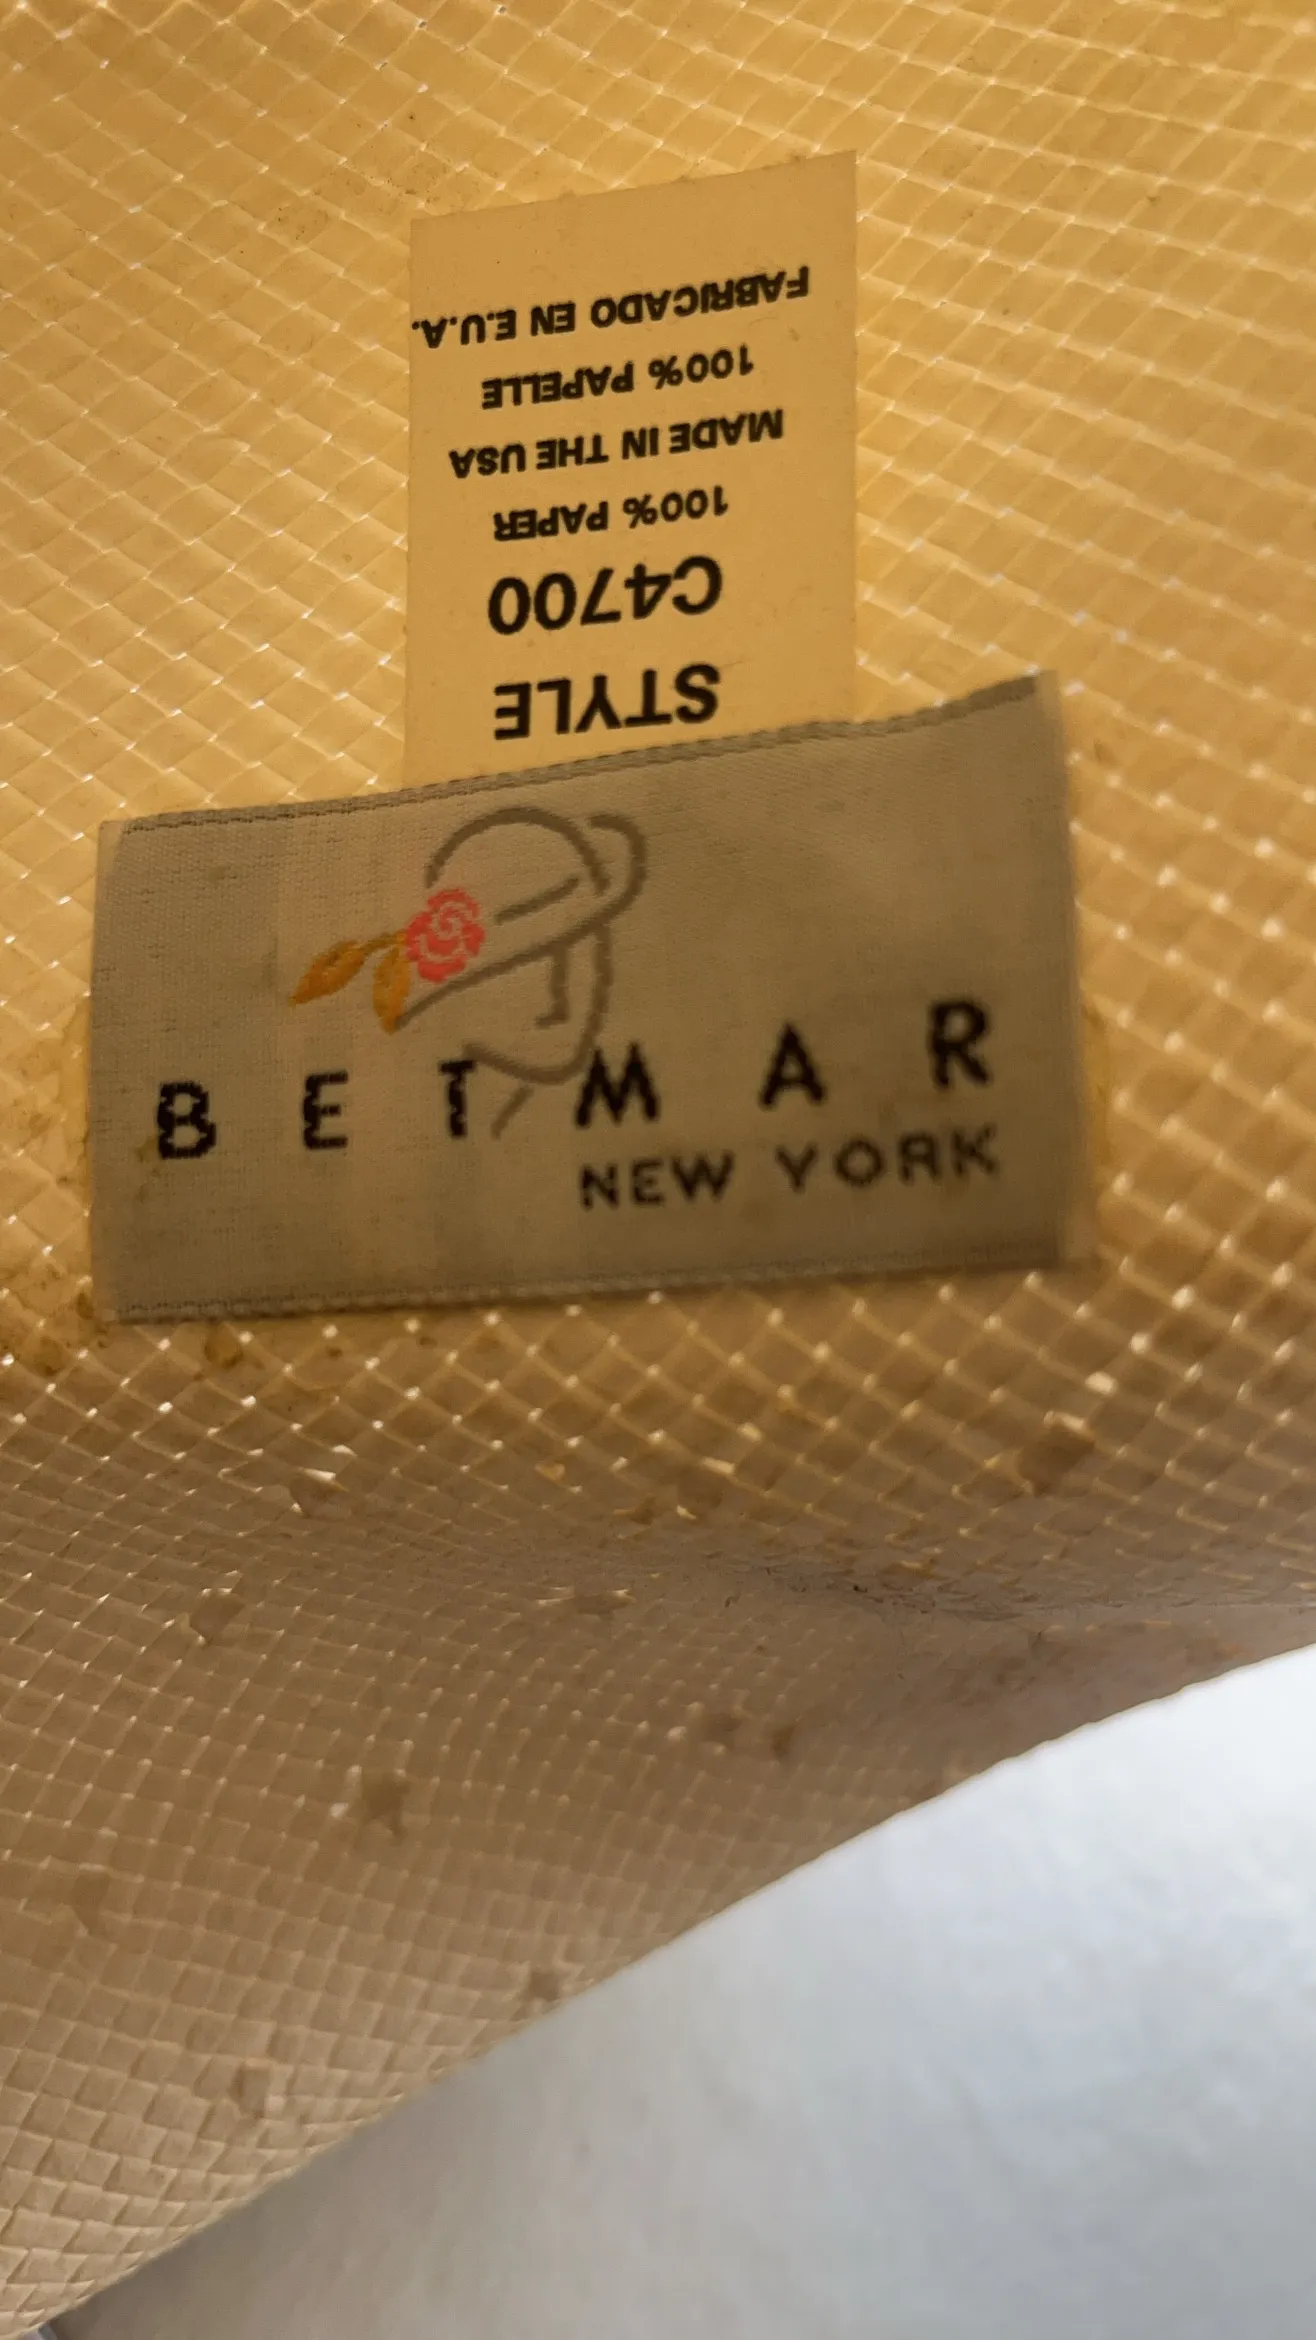 STYLE
C4700
100% PAPER
MADE IN THE USA
100% PAPELLE
FABRICADO EN E.U.A.
BETMAR
NEW YORK